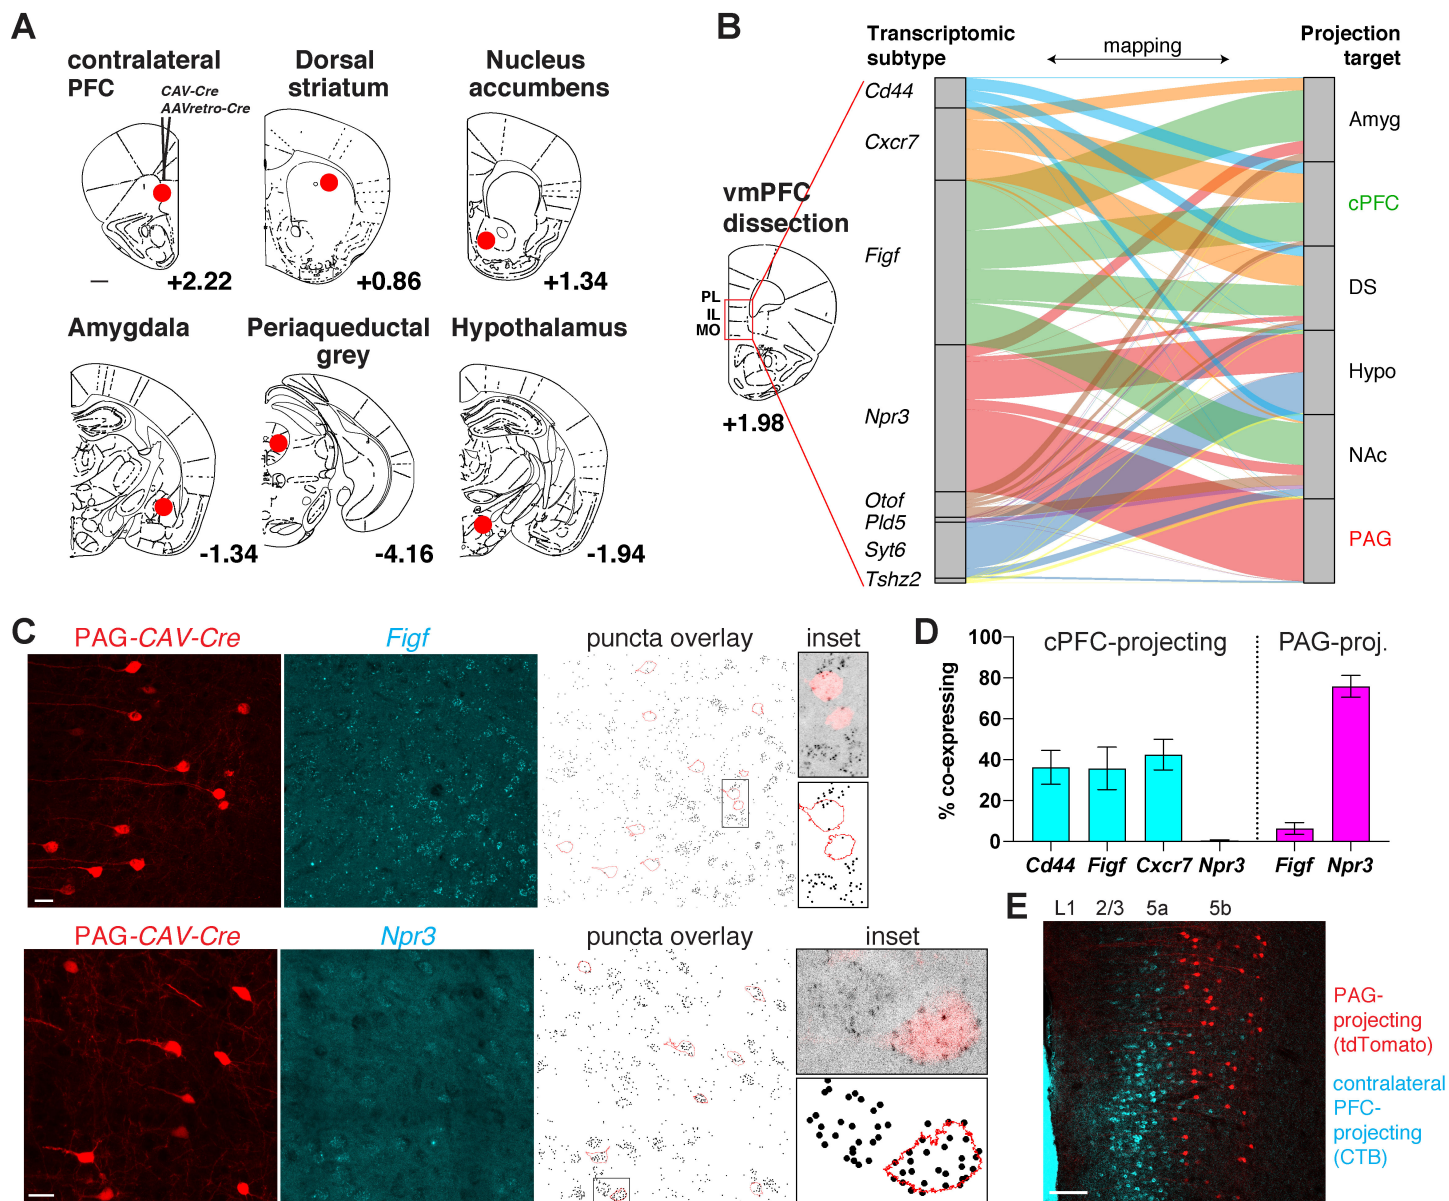 A
contralateral
PFC
CAV-Cre
AAVretro-Cre
+2.22
Dorsal
striatum
+0.86
Nucleus
accumbens
+1.34
Amygdala
-1.34
Periaqueductal
grey
-4.16
Hypothalamus
-1.94
B
Transcriptomic
subtype
mapping
Projection
target
vmPFC
dissection
PL
IL
MO
+1.98
Cd44
Cxcr7
Figf
Npr3
Otof
Pld5
Syt6
Tshz2
Amyg
cPFC
DS
Hypo
NAc
PAG
C
PAG-CAV-Cre
Figf
puncta overlay
inset
PAG-CAV-Cre
Npr3
puncta overlay
inset
D
% co-expressing
100
80
60
40
20
0
cPFC-projecting
PAG-proj.
Cd44
Figf
Cxcr7
Npr3
Figf
Npr3
E
L1
2/3
5a
5b
PAG-
projecting
(tdTomato)
contralateral
PFC-
projecting
(CTB)